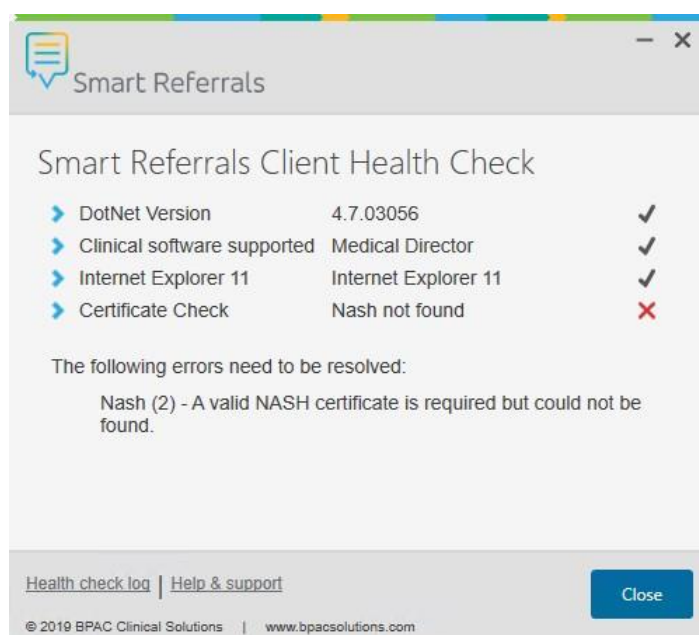 Smart Referrals
Smart Referrals Client Health Check
DotNet Version 4.7.03056
Clinical software supported Medical Director
Internet Explorer 11 Internet Explorer 11
Certificate Check Nash not found
The following errors need to be resolved:
Nash (2) - A valid NASH certificate is required but could not be
found.
Health check log | Help & support
Close
© 2019 BPAC Clinical Solutions | www.bpacsolutions.com